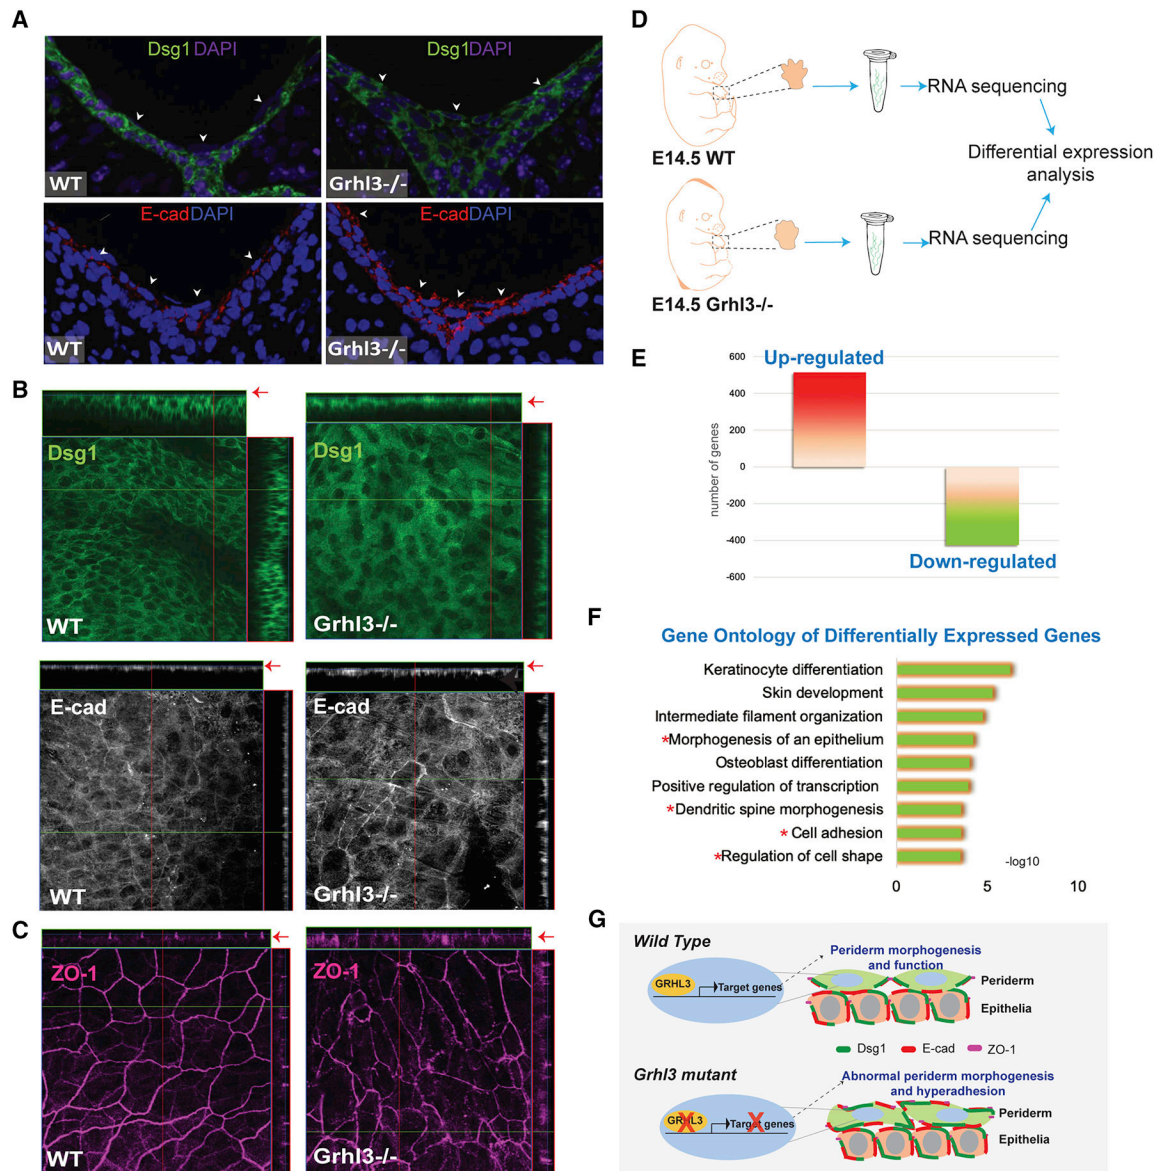 A
Dsg1 DAPI
WT
Dsg1DAPI
Grhl3-/-
E-cadDAPI
WT
E-cadDAPI
Grhl3-/-
B
Dsg1
WT
Dsg1
Grhl3-/-
E-cad
WT
E-cad
Grhl3-/-
C
ZO-1
WT
ZO-1
Grhl3-/-
D
E14.5 WT
RNA sequencing
Differential expression
analysis
RNA sequencing
E14.5 Grhl3-/-
E
Up-regulated
600
400
200
0
-200
-400
-600
number of genes
Down-regulated
F
Gene Ontology of Differentially Expressed Genes
Keratinocyte differentiation
Skin development
Intermediate filament organization
*Morphogenesis of an epithelium
Osteoblast differentiation
Positive regulation of transcription
*Dendritic spine morphogenesis
* Cell adhesion
*Regulation of cell shape
-log10
0 5 10
G
Wild Type
Periderm morphogenesis
and function
GRHL3
Target genes
Periderm
Epithelia
Dsg1 E-cad ZO-1
Grhl3 mutant
Abnormal periderm morphogenesis
and hyperadhesion
GRHL3
Target genes
Periderm
Epithelia